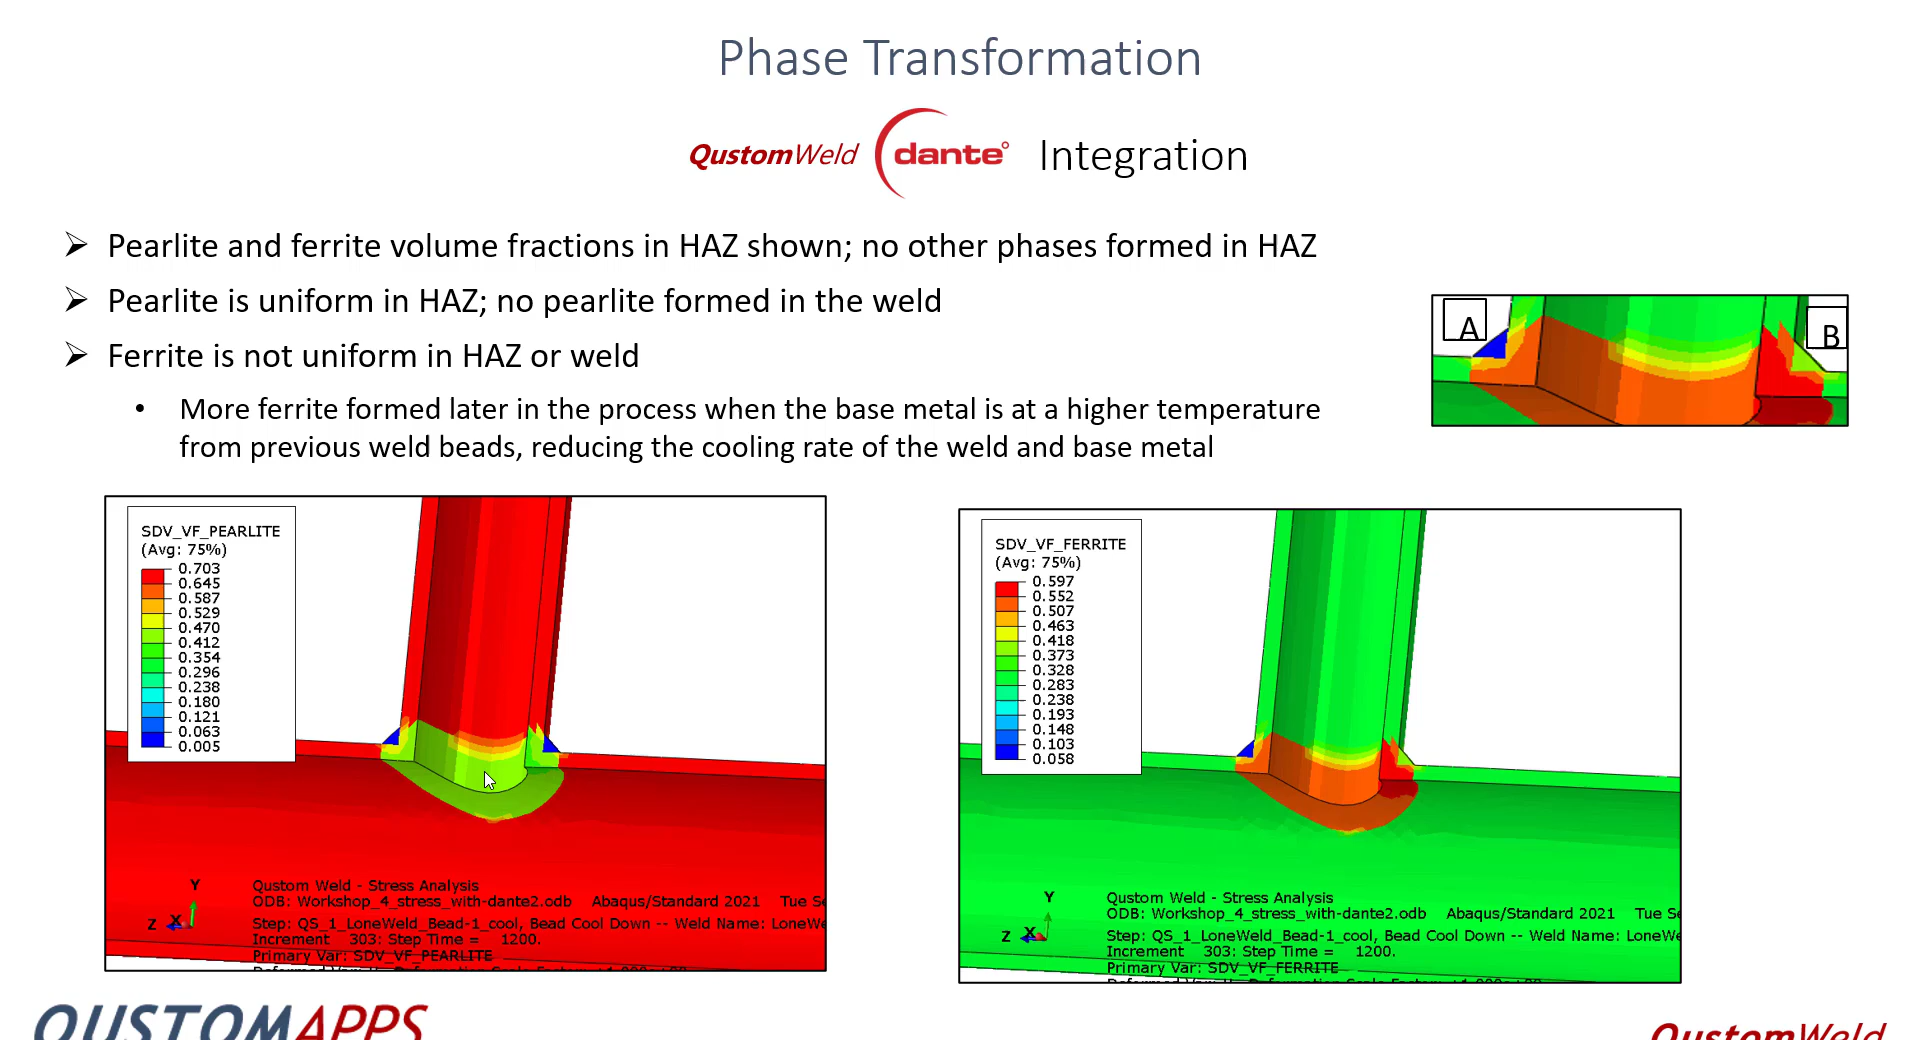 Phase Transformation
QustomWeld dante Integration
➢ Pearlite and ferrite volume fractions in HAZ shown; no other phases formed in HAZ
➢ Pearlite is uniform in HAZ; no pearlite formed in the weld
➢ Ferrite is not uniform in HAZ or weld
• More ferrite formed later in the process when the base metal is at a higher temperature
from previous weld beads, reducing the cooling rate of the weld and base metal
A
B
SDV_VF_PEARLITE
(Avg: 75%)
0.703
0.645
0.587
0.529
0.470
0.412
0.354
0.296
0.238
0.180
0.121
0.063
0.005
Y
Z
X
Qustom Weld - Stress Analysis
ODB: Workshop_4_stress_with-dante2.odb Abaqus/Standard 2021 Tue Se
Step: QS_1_LoneWeld_Bead-1_cool, Bead Cool Down -- Weld Name: LoneWe
Increment 303: Step Time = 1200.
Primary Var: SDV_VF_PEARLITE
SDV_VF_FERRITE
(Avg: 75%)
0.597
0.552
0.507
0.463
0.418
0.373
0.328
0.283
0.238
0.193
0.148
0.103
0.058
Y
Z
X
Qustom Weld - Stress Analysis
ODB: Workshop_4_stress_with-dante2.odb Abaqus/Standard 2021 Tue Se
Step: QS_1_LoneWeld_Bead-1_cool, Bead Cool Down -- Weld Name: LoneWe
Increment 303: Step Time = 1200.
Primary Var: SDV_VF_FERRITE
QUSTOMAPPS
QustomWeld